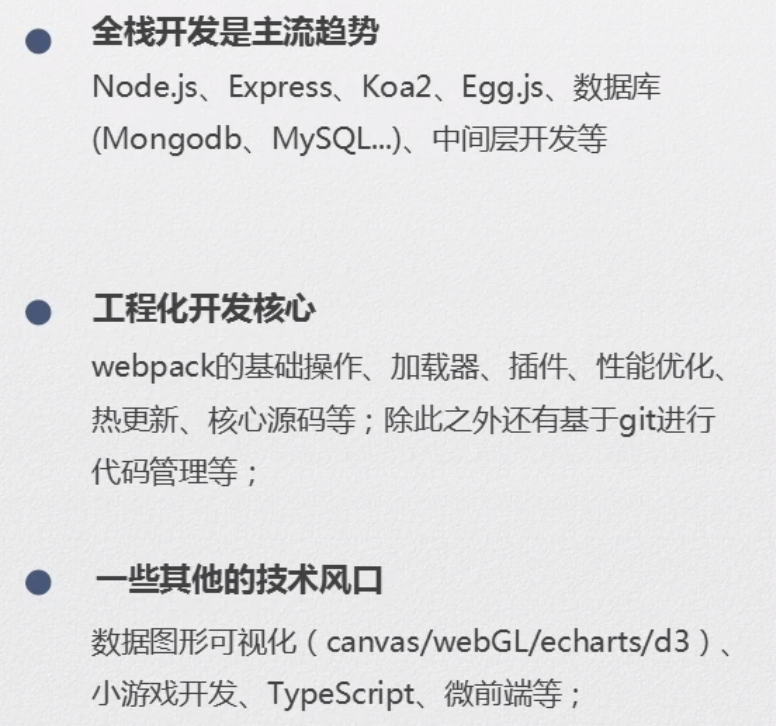 全栈开发是主流趋势
Node.js、Express、Koa2、Egg.js、数据库
(Mongodb、MySQL...)、中间层开发等
工程化开发核心
webpack的基础操作、加载器、插件、性能优化、
热更新、核心源码等；除此之外还有基于git进行
代码管理等；
一些其他的技术风口
数据图形可视化（canvas/webGL/echarts/d3）、
小游戏开发、TypeScript、微前端等；